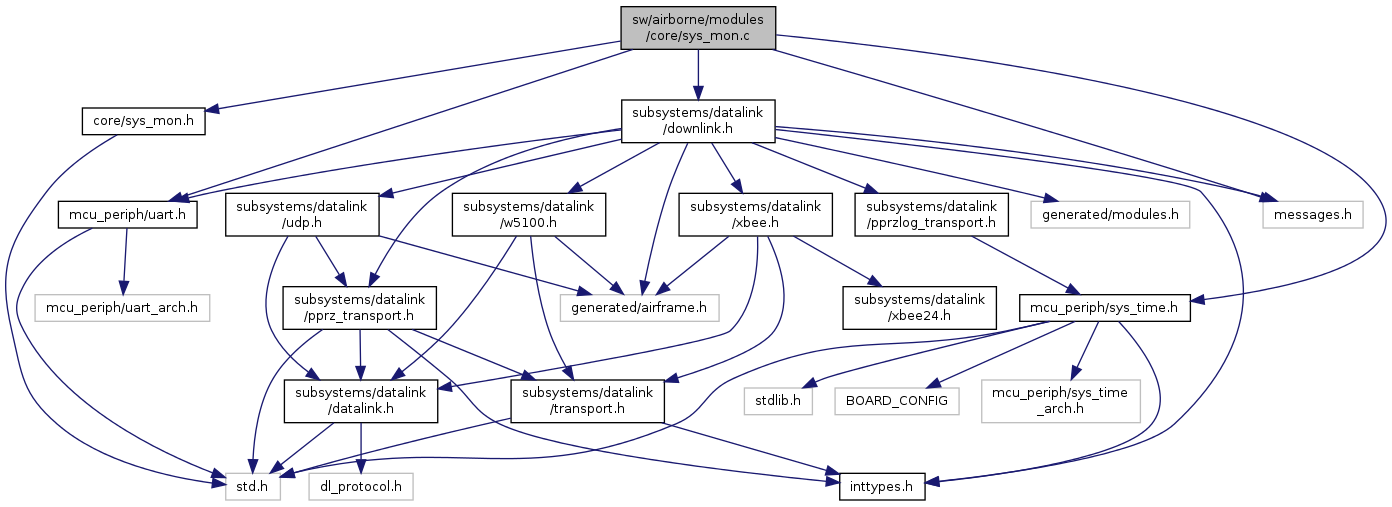 sw/airborne/modules
/core/sys_mon.c
core/sys_mon.h
subsystems/datalink
/downlink.h
mcu_periph/uart.h
subsystems/datalink
/udp.h
subsystems/datalink
/w5100.h
subsystems/datalink
/xbee.h
subsystems/datalink
/pprzlog_transport.h
generated/modules.h
messages.h
mcu_periph/uart_arch.h
subsystems/datalink
/pprz_transport.h
generated/airframe.h
subsystems/datalink
/xbee24.h
mcu_periph/sys_time.h
subsystems/datalink
/datalink.h
subsystems/datalink
/transport.h
stdlib.h
BOARD_CONFIG
mcu_periph/sys_time
_arch.h
std.h
dl_protocol.h
inttypes.h